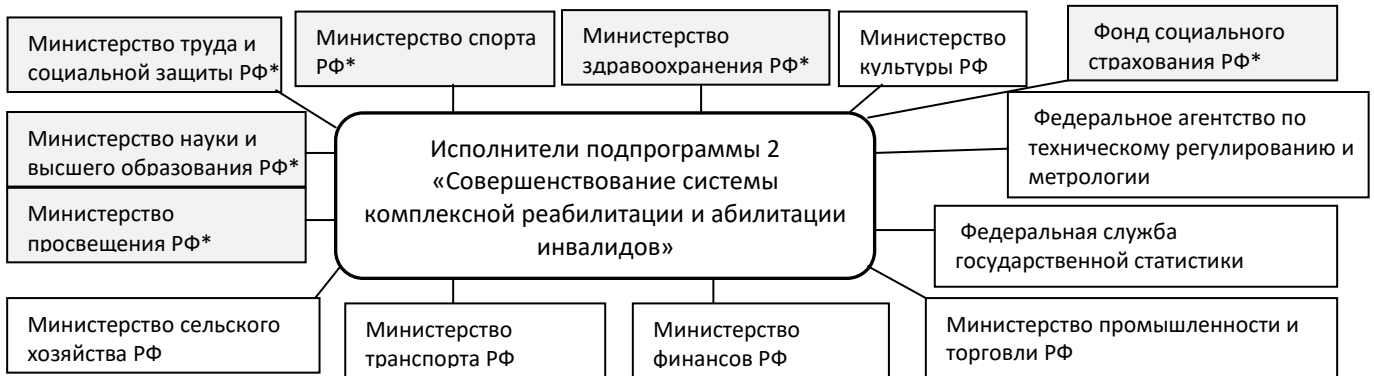 Министерство труда и
социальной защиты РФ*
Министерство спорта
РФ*
Министерство
здравоохранения РФ*
Министерство
культуры РФ
Фонд социального
страхования РФ*
Министерство науки и
высшего образования РФ*
Исполнители подпрограммы 2
«Совершенствование системы
комплексной реабилитации и абилитации
инвалидов»
Федеральное агентство по
техническому регулированию и
метрологии
Министерство
просвещения РФ*
Федеральная служба
государственной статистики
Министерство сельского
хозяйства РФ
Министерство
транспорта РФ
Министерство
финансов РФ
Министерство промышленности и
торговли РФ